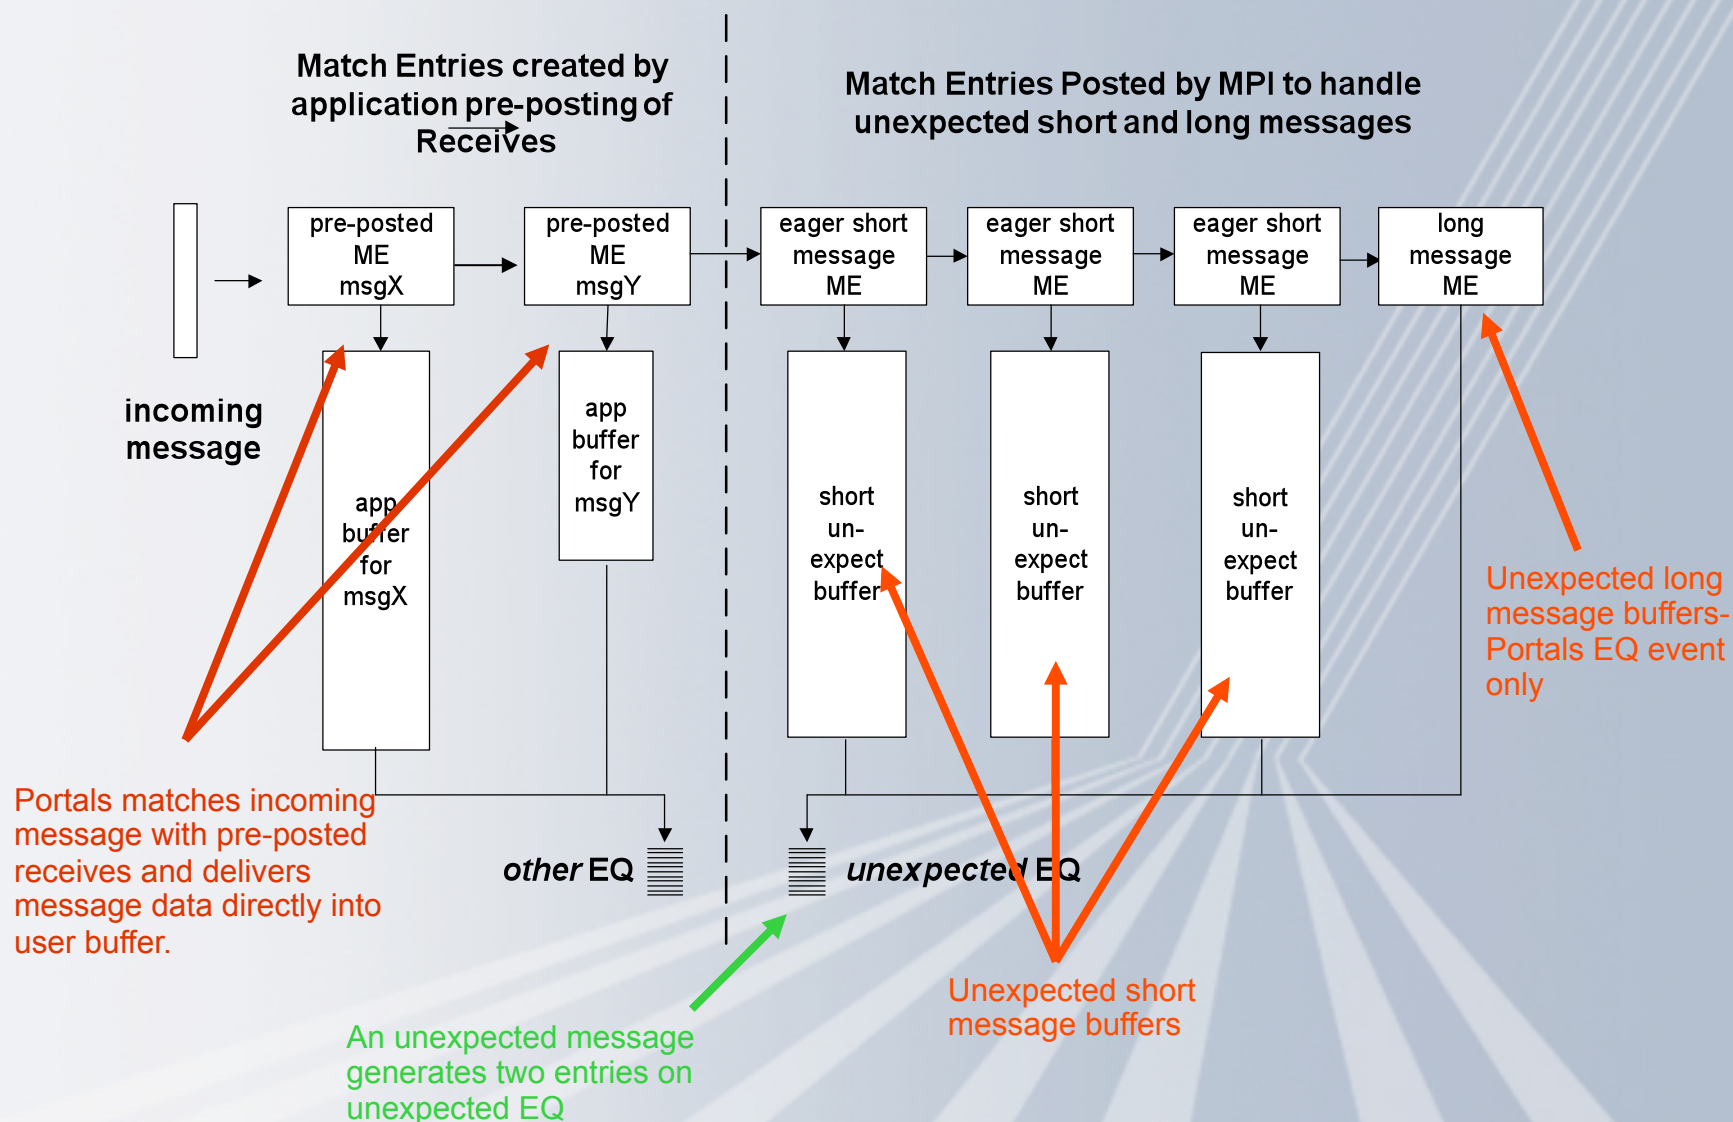 Match Entries created by
application pre-posting of
Receives
Match Entries Posted by MPI to handle
unexpected short and long messages
pre-posted
ME
msgX
pre-posted
ME
msgY
eager short
message
ME
eager short
message
ME
eager short
message
ME
long
message
ME
incoming
message
app
buffer
for
msgX
app
buffer
for
msgY
short
un-
expect
buffer
short
un-
expect
buffer
short
un-
expect
buffer
Unexpected long
message buffers-
Portals EQ event
only
Portals matches incoming
message with pre-posted
receives and delivers
message data directly into
user buffer.
other EQ
unexpected EQ
Unexpected short
message buffers
An unexpected message
generates two entries on
unexpected EQ